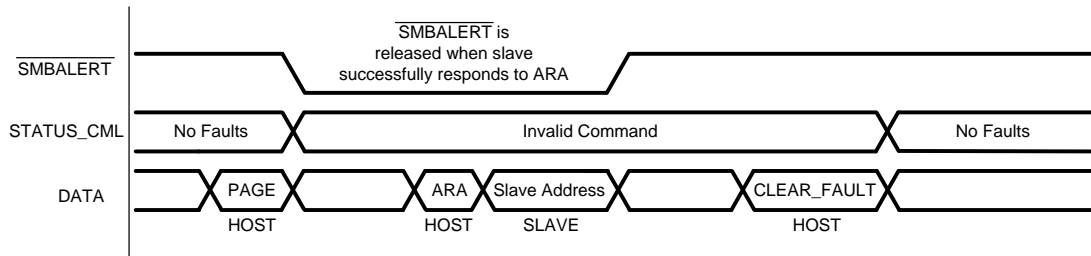 SMBALERT is
released when slave
successfully responds to ARA
SMBALERT
STATUS_CML
No Faults
Invalid Command
No Faults
DATA
PAGE
ARA
Slave Address
CLEAR_FAULT
HOST
HOST
SLAVE
HOST